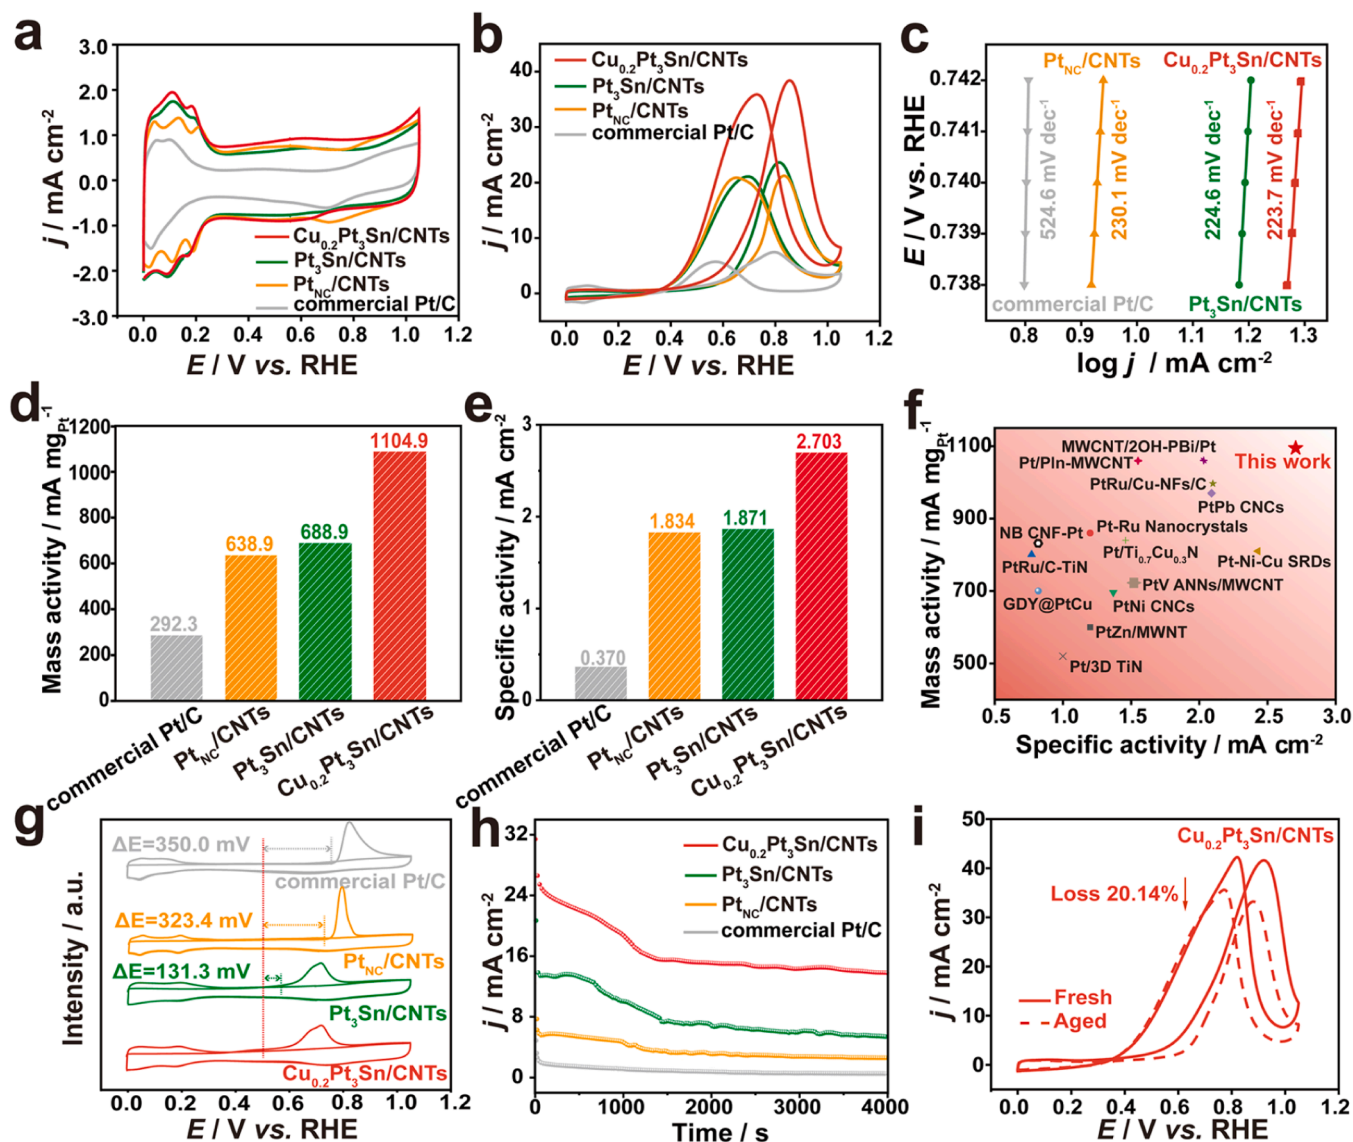 a
3.0
2.0
1.0
0.0
-1.0
-2.0
-3.0
j / mA cm-2
Cu0.2Pt3Sn/CNTs
Pt3Sn/CNTs
PtNC/CNTs
commercial Pt/C
0.0 0.2 0.4 0.6 0.8 1.0 1.2
E / V vs. RHE
b
40
30
20
10
0
j / mA cm-2
Cu0.2Pt3Sn/CNTs
Pt3Sn/CNTs
PtNC/CNTs
commercial Pt/C
0.0 0.2 0.4 0.6 0.8 1.0 1.2
E / V vs. RHE
c
0.742
0.741
0.740
0.739
0.738
E / V vs. RHE
PtNC/CNTs
Cu0.2Pt3Sn/CNTs
524.6 mV dec-1
230.1 mV dec-1
224.6 mV dec-1
223.7 mV dec-1
commercial Pt/C
Pt3Sn/CNTs
0.8 0.9 1.0 1.1 1.2 1.3
log j / mA cm-2
d
1200
1000
800
600
400
200
0
Mass activity / mA mgPt-1
292.3
638.9
688.9
1104.9
commercial Pt/C
PtNC/CNTs
Pt3Sn/CNTs
Cu0.2Pt3Sn/CNTs
e
3
2
1
0
Specific activity / mA cm-2
0.370
1.834
1.871
2.703
commercial Pt/C
PtNC/CNTs
Pt3Sn/CNTs
Cu0.2Pt3Sn/CNTs
f
1100
900
700
500
Mass activity / mA mgPt-1
MWCNT/2OH-PBi/Pt
Pt/Pln-MWCNT
This work
PtRu/Cu-NFs/C
PtPb CNCs
NB CNF-Pt
Pt-Ru Nanocrystals
Pt/Ti0.7Cu0.3N
Pt-Ni-Cu SRDs
PtRu/C-TiN
PtV ANNs/MWCNT
GDY@PtCu
PtNi CNCs
PtZn/MWNT
Pt/3D TiN
0.5 1.0 1.5 2.0 2.5 3.0
Specific activity / mA cm-2
g
Intensity / a.u.
ΔE=350.0 mV
commercial Pt/C
ΔE=323.4 mV
PtNC/CNTs
ΔE=131.3 mV
Pt3Sn/CNTs
Cu0.2Pt3Sn/CNTs
0.0 0.2 0.4 0.6 0.8 1.0 1.2
E / V vs. RHE
h
32
24
16
8
0
j / mA cm-2
Cu0.2Pt3Sn/CNTs
Pt3Sn/CNTs
PtNC/CNTs
commercial Pt/C
0 1000 2000 3000 4000
Time / s
i
50
40
30
20
10
0
j / mA cm-2
Cu0.2Pt3Sn/CNTs
Loss 20.14%
Fresh
Aged
0.0 0.2 0.4 0.6 0.8 1.0 1.2
E / V vs. RHE